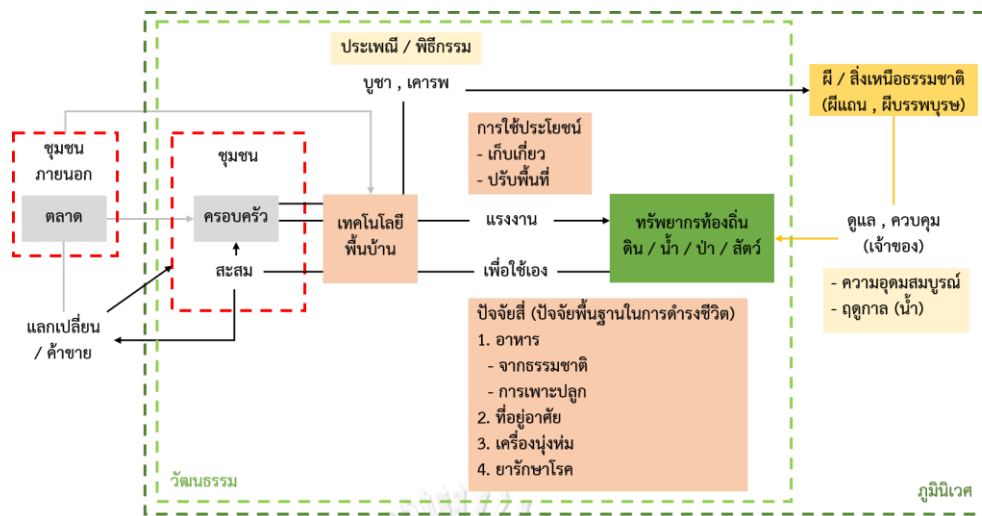 ประเพณี / พิธีกรรม
บูชา , เคารพ
ผี / สิ่งเหนือธรรมชาติ
(ผีแถน , ผีบรรพบุรษ)
ชุมชน
ภายนอก
ตลาด
ชุมชน
ครอบครัว
สะสม
แลกเปลี่ยน
/ ค้าขาย
เทคโนโลยี
พื้นบ้าน
การใช้ประโยชน์
- เก็บเกี่ยว
- ปรับพื้นที่
แรงงาน
เพื่อใช้เอง
ทรัพยากรท้องถิ่น
ดิน / น้ำ / ป่า / สัตว์
ดูแล , ควบคุม
(เจ้าของ)
- ความอุดมสมบูรณ์
- ฤดูกาล (น้ำ)
ปัจจัยสี่ (ปัจจัยพื้นฐานในการดำรงชีวิต)
1. อาหาร
- จากธรรมชาติ
- การเพาะปลูก
2. ที่อยู่อาศัย
3. เครื่องนุ่งห่ม
4. ยารักษาโรค
วัฒนธรรม
ภูมินิเวศ